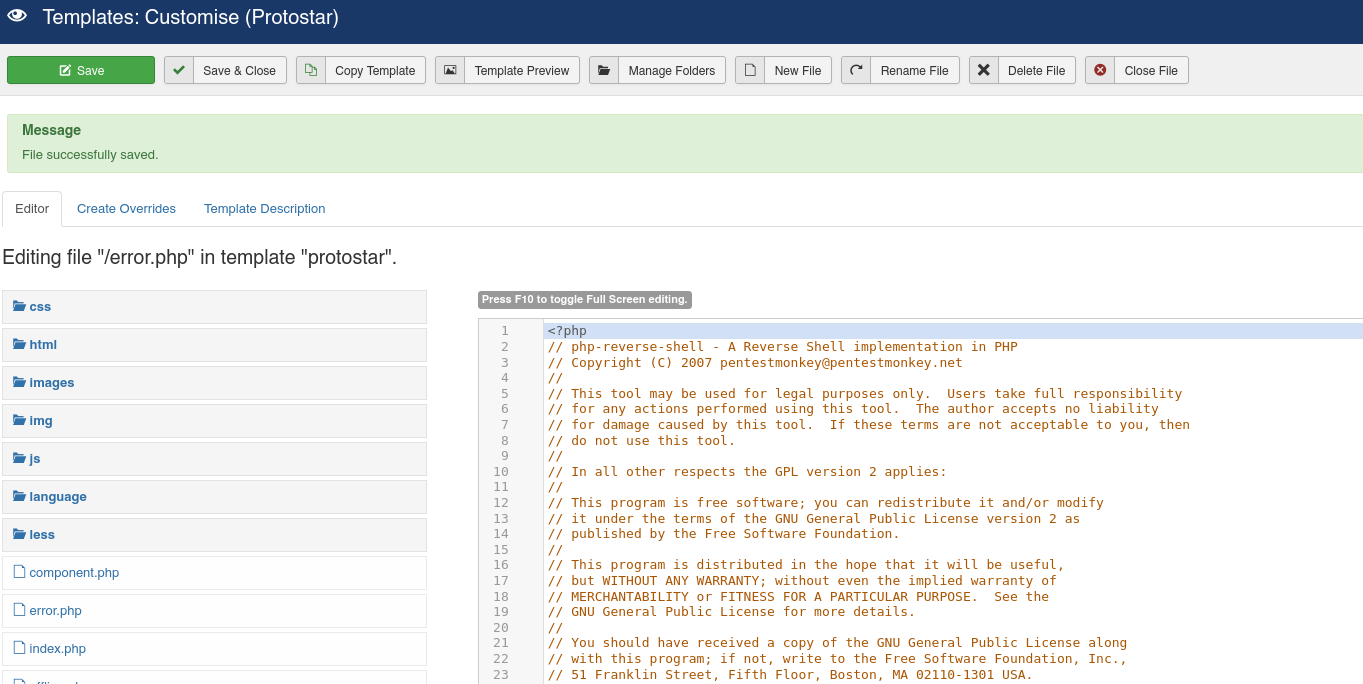 Templates: Customise (Protostar)
Save
Save & Close
Copy Template
Template Preview
Manage Folders
New File
Rename File
Delete File
Close File
Message
File successfully saved.
Editor
Create Overrides
Template Description
Editing file "/error.php" in template "protostar".
css
html
images
img
js
language
less
component.php
error.php
index.php
Press F10 to toggle Full Screen editing.
1 <?php
2 // php-reverse-shell - A Reverse Shell implementation in PHP
3 // Copyright (C) 2007 pentestmonkey@pentestmonkey.net
4 //
5 // This tool may be used for legal purposes only.  Users take full responsibility
6 // for any actions performed using this tool.  The author accepts no liability
7 // for damage caused by this tool.  If these terms are not acceptable to you, then
8 // do not use this tool.
9 //
10 // In all other respects the GPL version 2 applies:
11 //
12 // This program is free software; you can redistribute it and/or modify
13 // it under the terms of the GNU General Public License version 2 as
14 // published by the Free Software Foundation.
15 //
16 // This program is distributed in the hope that it will be useful,
17 // but WITHOUT ANY WARRANTY; without even the implied warranty of
18 // MERCHANTABILITY or FITNESS FOR A PARTICULAR PURPOSE.  See the
19 // GNU General Public License for more details.
20 //
21 // You should have received a copy of the GNU General Public License along
22 // with this program; if not, write to the Free Software Foundation, Inc.,
23 // 51 Franklin Street, Fifth Floor, Boston, MA 02110-1301 USA.